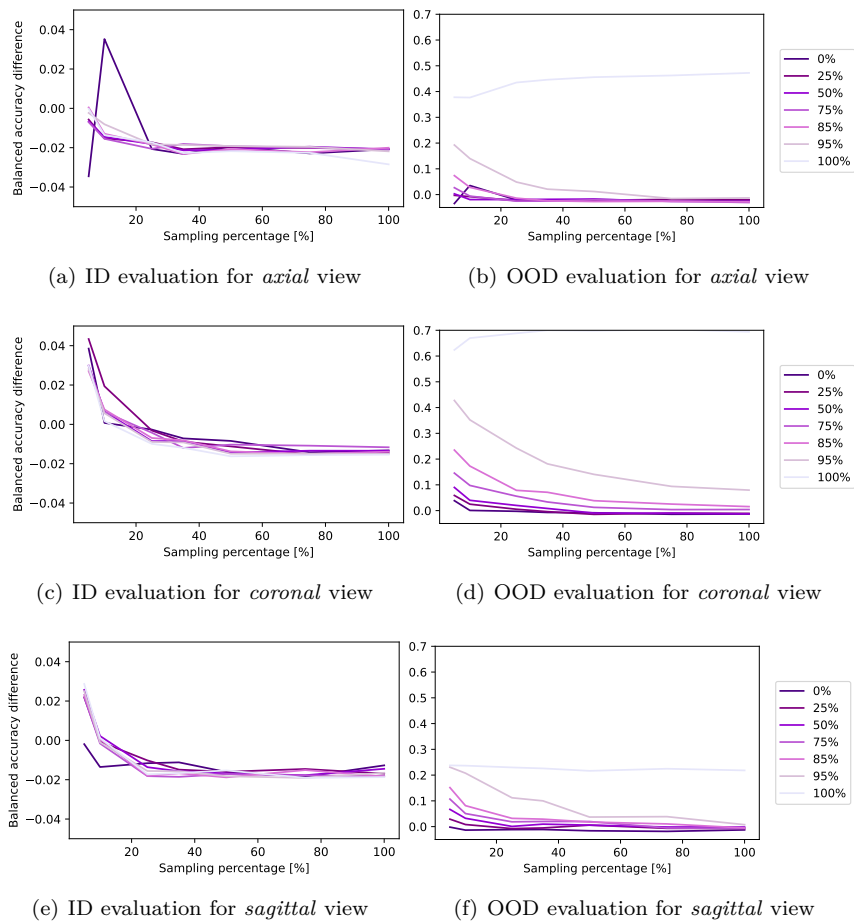 0.04
0.02
0.00
−0.02
−0.04
Balanced accuracy difference
20 40 60 80 100
Sampling percentage [%]
0.7
0.6
0.5
0.4
0.3
0.2
0.1
0.0
20 40 60 80 100
Sampling percentage [%]
0%
25%
50%
75%
85%
95%
100%
(a) ID evaluation for axial view
(b) OOD evaluation for axial view
0.04
0.02
0.00
−0.02
−0.04
Balanced accuracy difference
20 40 60 80 100
Sampling percentage [%]
0.7
0.6
0.5
0.4
0.3
0.2
0.1
0.0
20 40 60 80 100
Sampling percentage [%]
0%
25%
50%
75%
85%
95%
100%
(c) ID evaluation for coronal view
(d) OOD evaluation for coronal view
0.04
0.02
0.00
−0.02
−0.04
Balanced accuracy difference
20 40 60 80 100
Sampling percentage [%]
0.7
0.6
0.5
0.4
0.3
0.2
0.1
0.0
20 40 60 80 100
Sampling percentage [%]
0%
25%
50%
75%
85%
95%
100%
(e) ID evaluation for sagittal view
(f) OOD evaluation for sagittal view